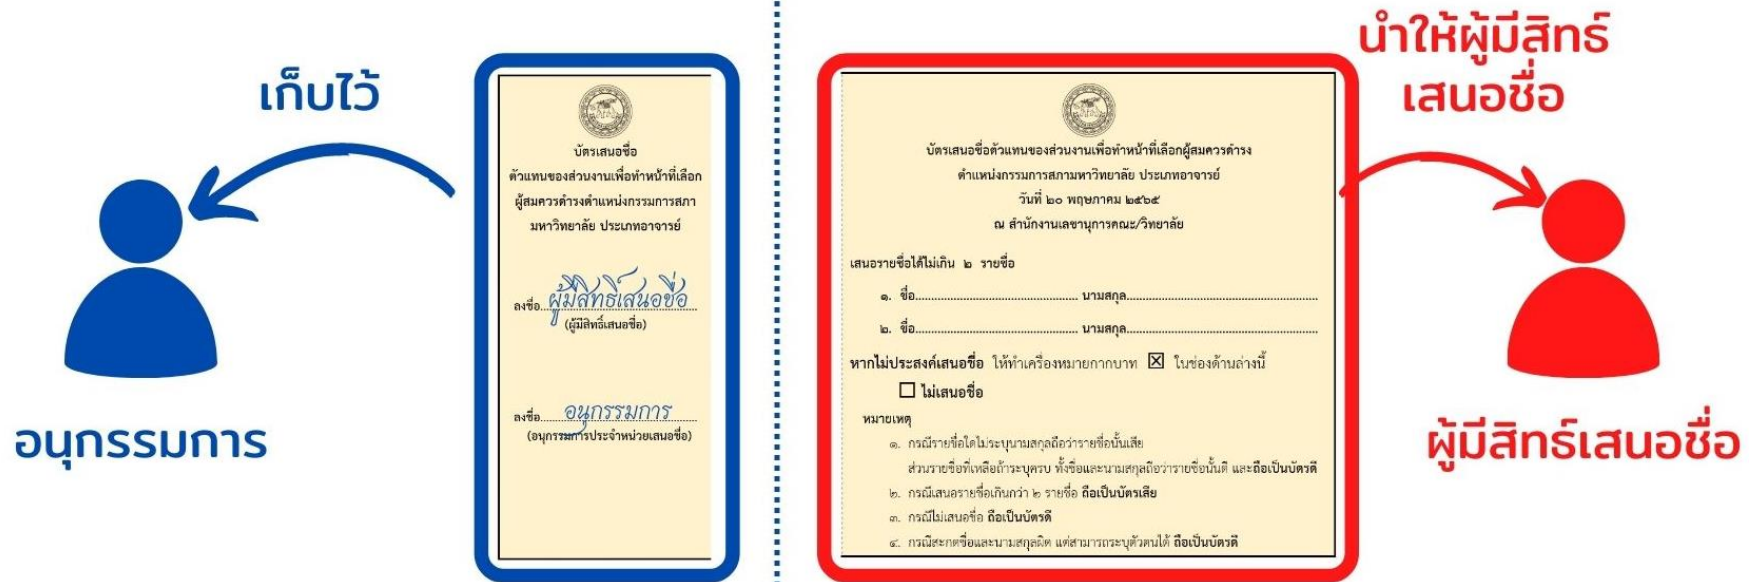 เก็บไว้
อนุกรรมการ
บัตรเสนอชื่อ
ตัวแทนของส่วนงานเพื่อทำหน้าที่เลือก
ผู้สมควรดำรงตำแหน่งกรรมการสภา
มหาวิทยาลัย ประเภทอาจารย์
ลงชื่อ...ผู้มีสิทธิ์เสนอชื่อ
(ผู้มีสิทธิ์เสนอชื่อ)
ลงชื่อ.....อนุกรรมการ
(อนุกรรมการประจำหน่วยเสนอชื่อ)
นำให้ผู้มีสิทธ์
เสนอชื่อ
บัตรเสนอชื่อตัวแทนของส่วนงานเพื่อทำหน้าที่เลือกผู้สมควรดำรง
ตำแหน่งกรรมการสภามหาวิทยาลัย ประเภทอาจารย์
วันที่ ๒๐ พฤษภาคม ๒๕๖๕
ณ สำนักงานเลขานุการคณะ/วิทยาลัย
เสนอรายชื่อได้ไม่เกิน ๒ รายชื่อ
๑. ชื่อ.................................................. นามสกุล..................................................
๒. ชื่อ.................................................. นามสกุล..................................................
หากไม่ประสงค์เสนอชื่อ ให้ทำเครื่องหมายกากบาท ☒ ในช่องด้านล่างนี้
☐ ไม่เสนอชื่อ
หมายเหตุ
๑. กรณีรายชื่อใดไม่ระบุนามสกุลถือว่ารายชื่อนั้นเสีย
ส่วนรายชื่อที่เหลือถ้าระบุครบ ทั้งชื่อและนามสกุลถือว่ารายชื่อนั้นดี และถือเป็นบัตรดี
๒. กรณีเสนอรายชื่อเกินกว่า ๒ รายชื่อ ถือเป็นบัตรเสีย
๓. กรณีไม่เสนอชื่อ ถือเป็นบัตรดี
๔. กรณีสะกดชื่อและนามสกุลผิด แต่สามารถระบุตัวตนได้ ถือเป็นบัตรดี
ผู้มีสิทธ์เสนอชื่อ